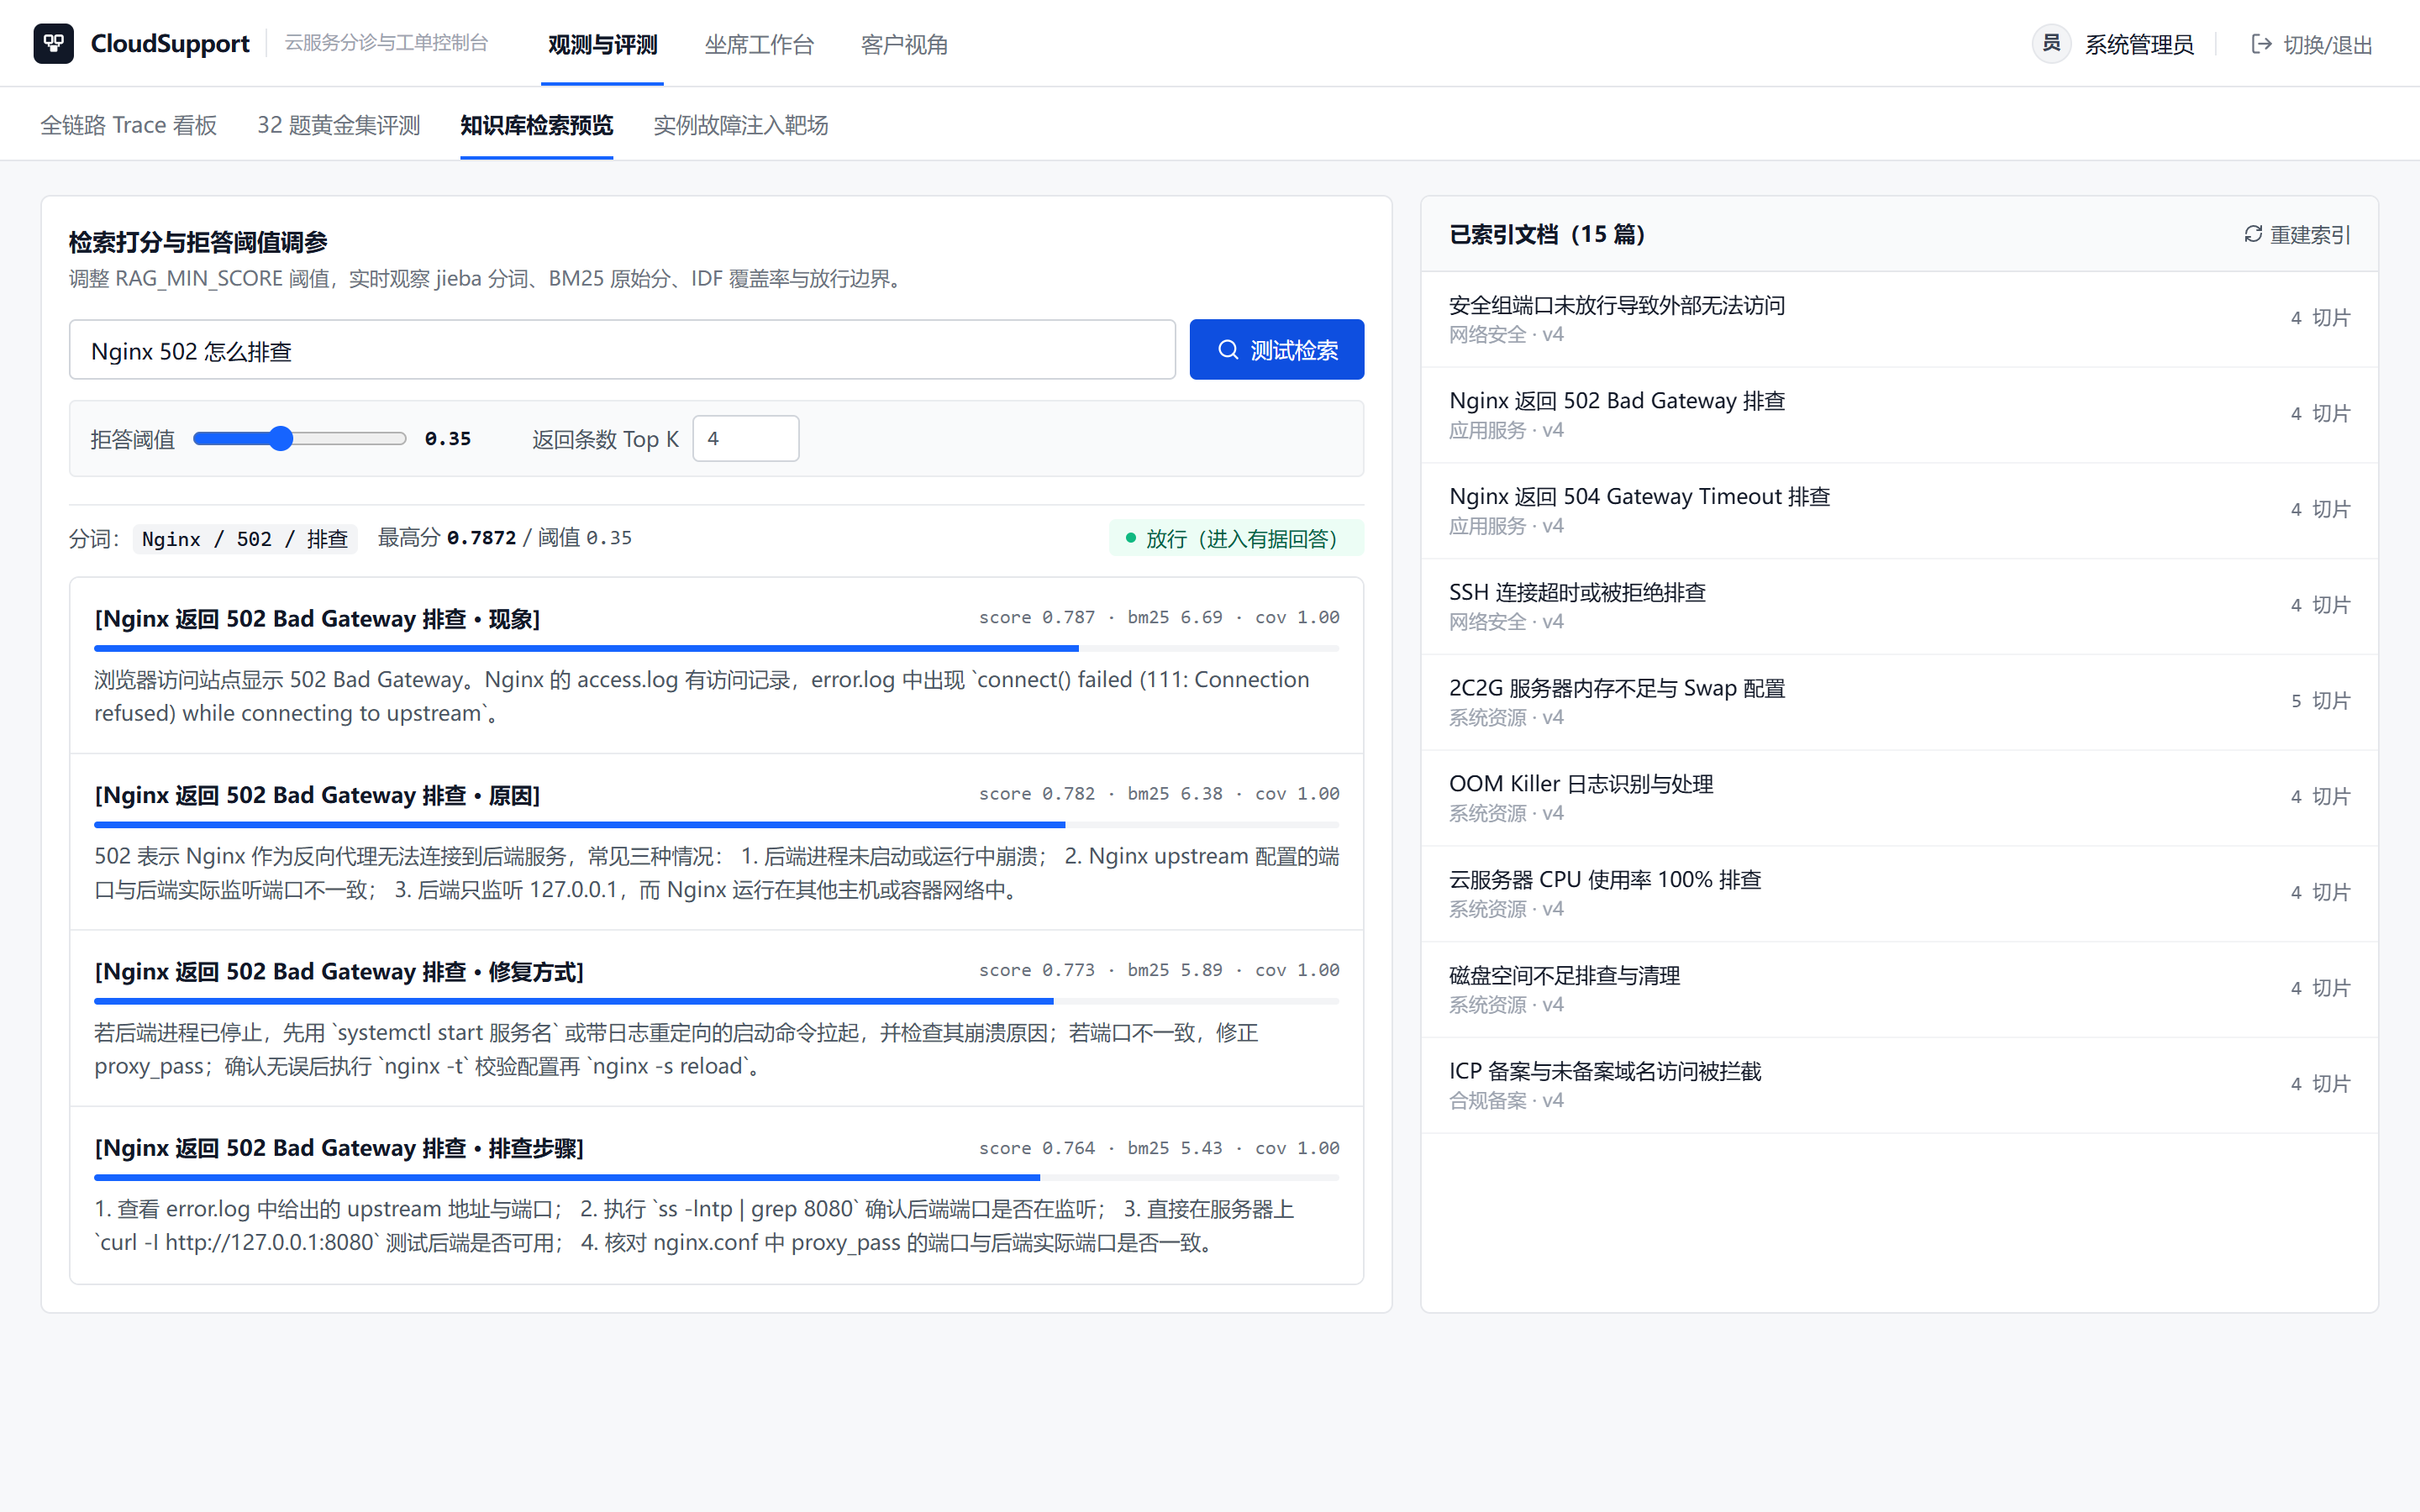 CloudSupport
云服务分诊与工单控制台
观测与评测
坐席工作台
客户视角
员
系统管理员
切换/退出
全链路 Trace 看板
32 题黄金集评测
知识库检索预览
实例故障注入靶场
检索打分与拒答阈值调参
调整 RAG_MIN_SCORE 阈值，实时观察 jieba 分词、BM25 原始分、IDF 覆盖率与放行边界。
Nginx 502 怎么排查
测试检索
拒答阈值
0.35
返回条数 Top K
4
分词：
Nginx / 502 / 排查
最高分 0.7872 / 阈值 0.35
放行（进入有据回答）
[Nginx 返回 502 Bad Gateway 排查 • 现象]
score 0.787 · bm25 6.69 · cov 1.00
浏览器访问站点显示 502 Bad Gateway。Nginx 的 access.log 有访问记录，error.log 中出现 `connect() failed (111: Connection
refused) while connecting to upstream`。
[Nginx 返回 502 Bad Gateway 排查 • 原因]
score 0.782 · bm25 6.38 · cov 1.00
502 表示 Nginx 作为反向代理无法连接到后端服务，常见三种情况： 1. 后端进程未启动或运行中崩溃； 2. Nginx upstream 配置的端
口与后端实际监听端口不一致； 3. 后端只监听 127.0.0.1，而 Nginx 运行在其他主机或容器网络中。
[Nginx 返回 502 Bad Gateway 排查 • 修复方式]
score 0.773 · bm25 5.89 · cov 1.00
若后端进程已停止，先用 `systemctl start 服务名` 或带日志重定向的启动命令拉起，并检查其崩溃原因；若端口不一致，修正
proxy_pass；确认无误后执行 `nginx -t` 校验配置再 `nginx -s reload`。
[Nginx 返回 502 Bad Gateway 排查 • 排查步骤]
score 0.764 · bm25 5.43 · cov 1.00
1. 查看 error.log 中给出的 upstream 地址与端口； 2. 执行 `ss -lntp | grep 8080` 确认后端端口是否在监听； 3. 直接在服务器上
`curl -I http://127.0.0.1:8080` 测试后端是否可用； 4. 核对 nginx.conf 中 proxy_pass 的端口与后端实际端口是否一致。
已索引文档（15 篇）
重建索引
安全组端口未放行导致外部无法访问
网络安全 · v4
4 切片
Nginx 返回 502 Bad Gateway 排查
应用服务 · v4
4 切片
Nginx 返回 504 Gateway Timeout 排查
应用服务 · v4
4 切片
SSH 连接超时或被拒绝排查
网络安全 · v4
4 切片
2C2G 服务器内存不足与 Swap 配置
系统资源 · v4
5 切片
OOM Killer 日志识别与处理
系统资源 · v4
4 切片
云服务器 CPU 使用率 100% 排查
系统资源 · v4
4 切片
磁盘空间不足排查与清理
系统资源 · v4
4 切片
ICP 备案与未备案域名访问被拦截
合规备案 · v4
4 切片